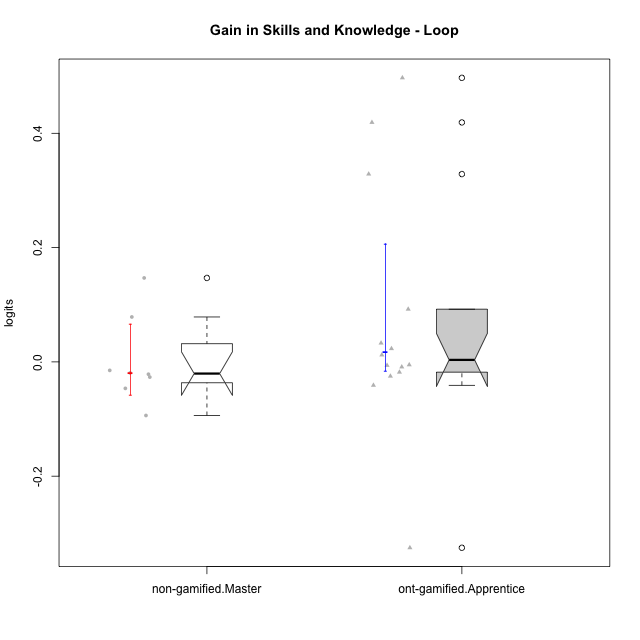 Gain in Skills and Knowledge - Loop
logits
0.4
0.2
0.0
-0.2
non-gamified.Master
ont-gamified.Apprentice